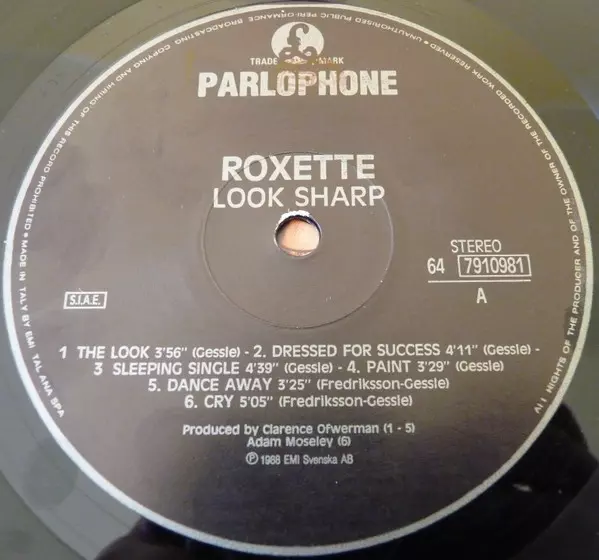 UNAUTHORISED PUBLIC PERFORMANCE BROADCASTING COPYING AND HIRING OF THIS RECORD PROHIBITED • MADE IN ITALY BY EMI ITALIANA SPA
ALL RIGHTS OF THE PRODUCER AND OF THE OWNER OF THE RECORDED WORK RESERVED •
£
TRADE MARK
PARLOPHONE
ROXETTE
LOOK SHARP
STEREO
64 7910981
A
S.I.A.E.
1 THE LOOK 3'56" (Gessle) - 2. DRESSED FOR SUCCESS 4'11" (Gessle) -
3 SLEEPING SINGLE 4'39" (Gessle) - 4. PAINT 3'29" (Gessle)
5. DANCE AWAY 3'25" (Fredriksson-Gessle)
6. CRY 5'05" (Fredriksson-Gessle)
Produced by Clarence Ofwerman (1 - 5)
Adam Moseley (6)
Ⓟ 1988 EMI Svenska AB